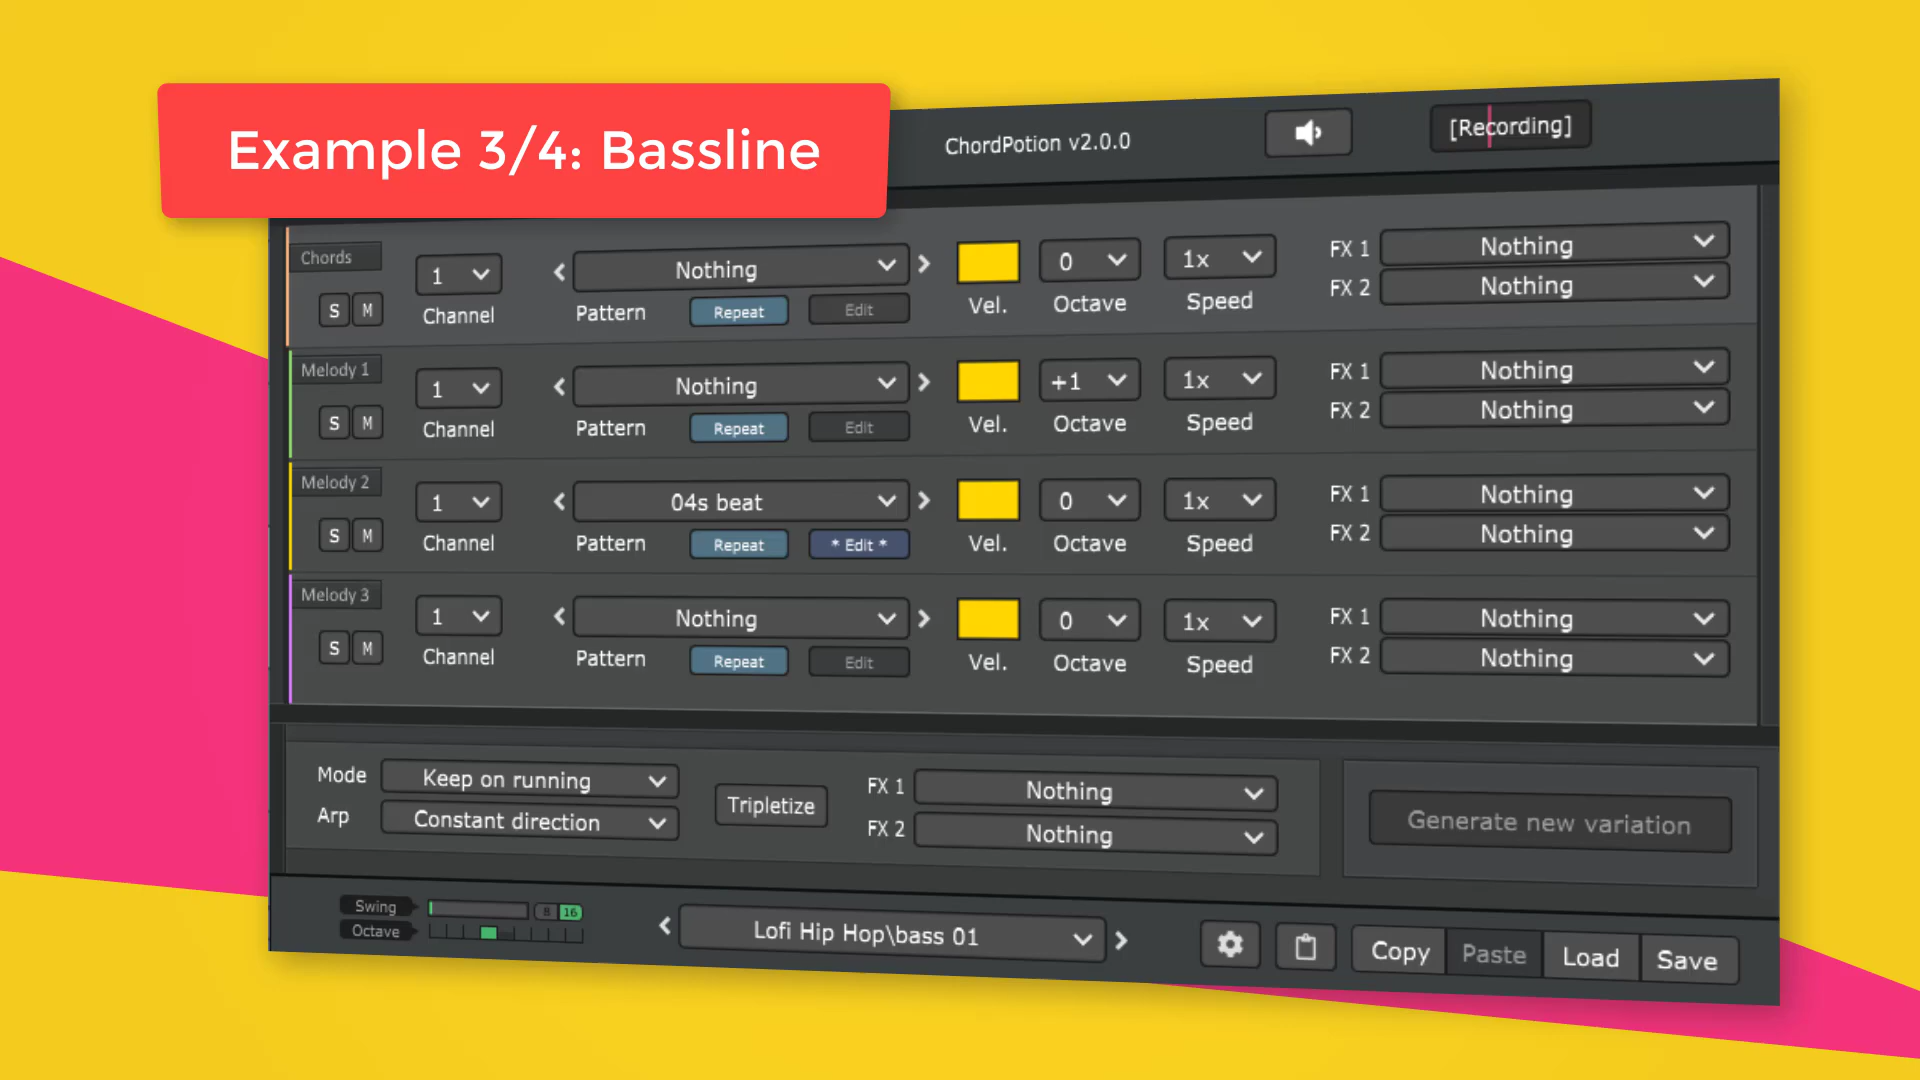 Example 3/4: Bassline
ChordPotion v2.0.0
[Recording]
Chords
S M
1
Channel
Nothing
Pattern Repeat Edit
Vel.
0
Octave
1x
Speed
FX 1 Nothing
FX 2 Nothing
Melody 1
S M
1
Channel
Nothing
Pattern Repeat Edit
Vel.
+1
Octave
1x
Speed
FX 1 Nothing
FX 2 Nothing
Melody 2
S M
1
Channel
04s beat
Pattern Repeat * Edit *
Vel.
0
Octave
1x
Speed
FX 1 Nothing
FX 2 Nothing
Melody 3
S M
1
Channel
Nothing
Pattern Repeat Edit
Vel.
0
Octave
1x
Speed
FX 1 Nothing
FX 2 Nothing
Mode Keep on running
Arp Constant direction
Tripletize
FX 1 Nothing
FX 2 Nothing
Generate new variation
Swing 8 16
Octave
Lofi Hip Hop\bass 01
Copy Paste Load Save